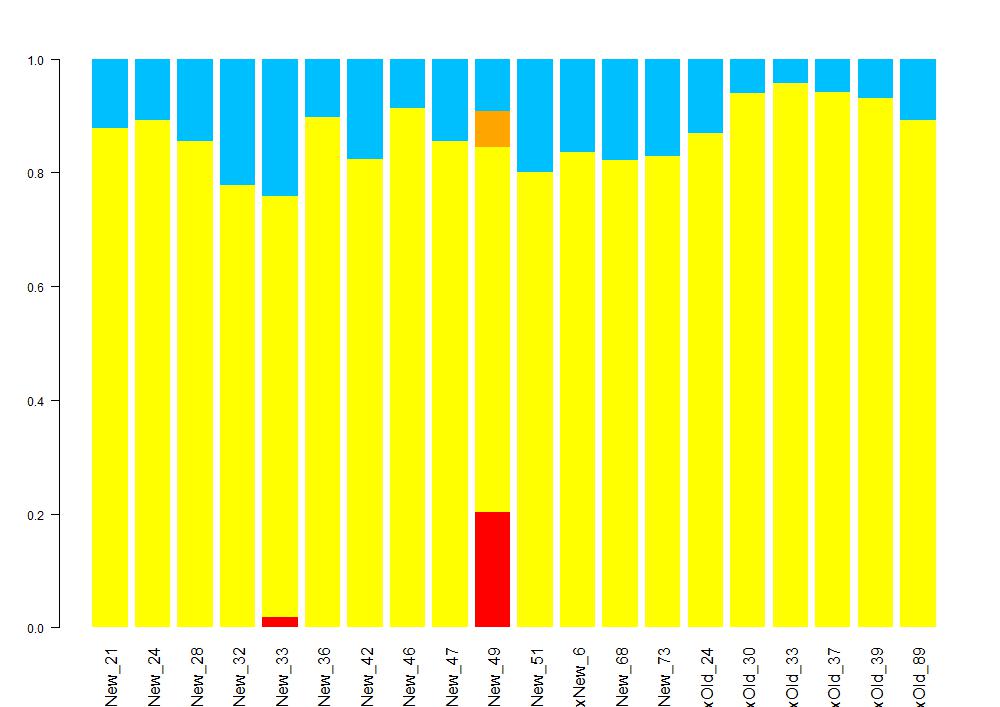 1.0
0.8
0.6
0.4
0.2
0.0
New_21
New_24
New_28
New_32
New_33
New_36
New_42
New_46
New_47
New_49
New_51
xNew_6
New_68
New_73
xOld_24
xOld_30
xOld_33
xOld_37
xOld_39
xOld_89